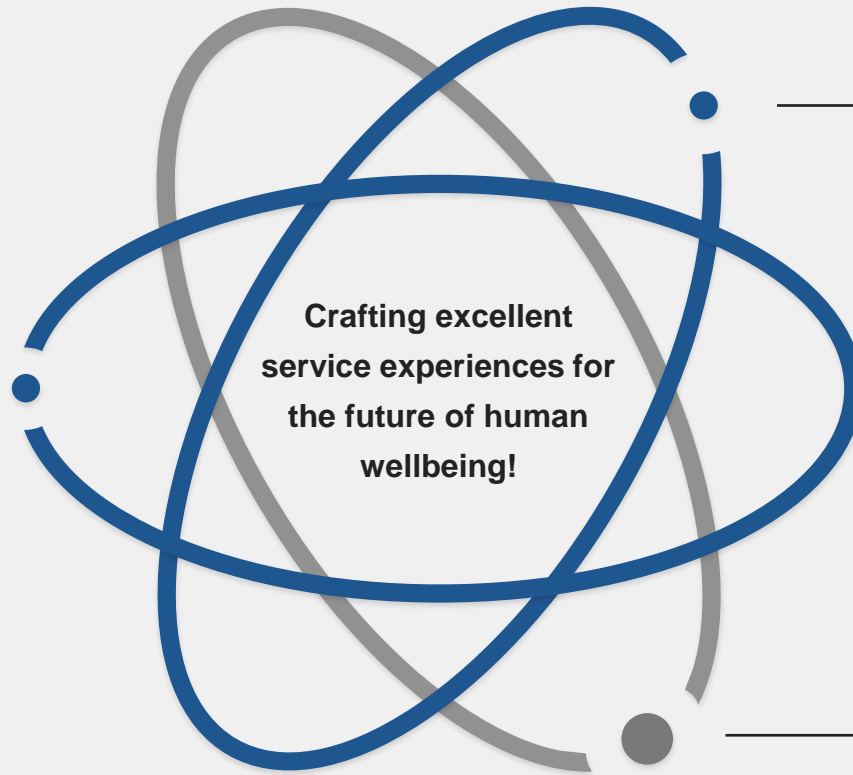 Crafting excellent
service experiences for
the future of human
wellbeing!